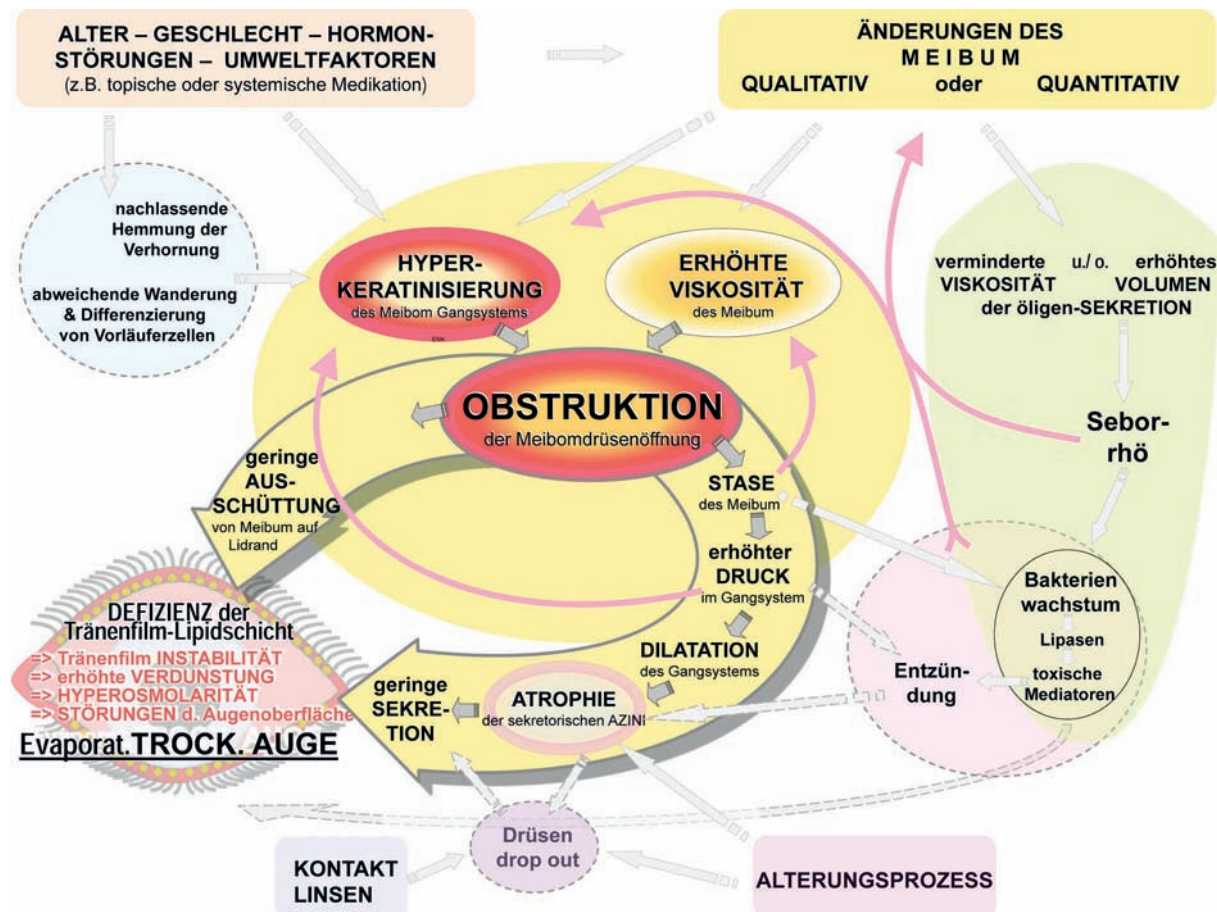 ALTER – GESCHLECHT – HORMON-
STÖRUNGEN – UMWELTFAKTOREN
(z.B. topische oder systemische Medikation)
ÄNDERUNGEN DES
M E I B U M
QUALITATIV oder QUANTITATIV
nachlassende
Hemmung der
Verhornung
abweichende Wanderung
& Differenzierung
von Vorläuferzellen
HYPER-
KERATINISIERUNG
des Meibom Gangsystems
ERHÖHTE
VISKOSITÄT
des Meibum
verminderte u./ o. erhöhtes
VISKOSITÄT VOLUMEN
der öligen-SEKRETION
OBSTRUKTION
der Meibomdrüsenöffnung
Sebor-
rhö
geringe
AUS-
SCHÜTTUNG
von Meibum auf
Lidrand
STASE
des Meibum
erhöhter
DRUCK
im Gangsystem
DILATATION
des Gangsystems
ATROPHIE
der sekretorischen AZINI
geringe
SEKRE-
TION
Bakterien
wachstum
Lipasen
toxische
Mediatoren
Entzün-
dung
DEFIZIENZ der
Tränenfilm-Lipidschicht
=> Tränenfilm INSTABILITÄT
=> erhöhte VERDUNSTUNG
=> HYPEROSMOLARITÄT
=> STÖRUNGEN d. Augenoberfläche
Evaporat.TROCK. AUGE
Drüsen
drop out
KONTAKT
LINSEN
ALTERUNGSPROZESS